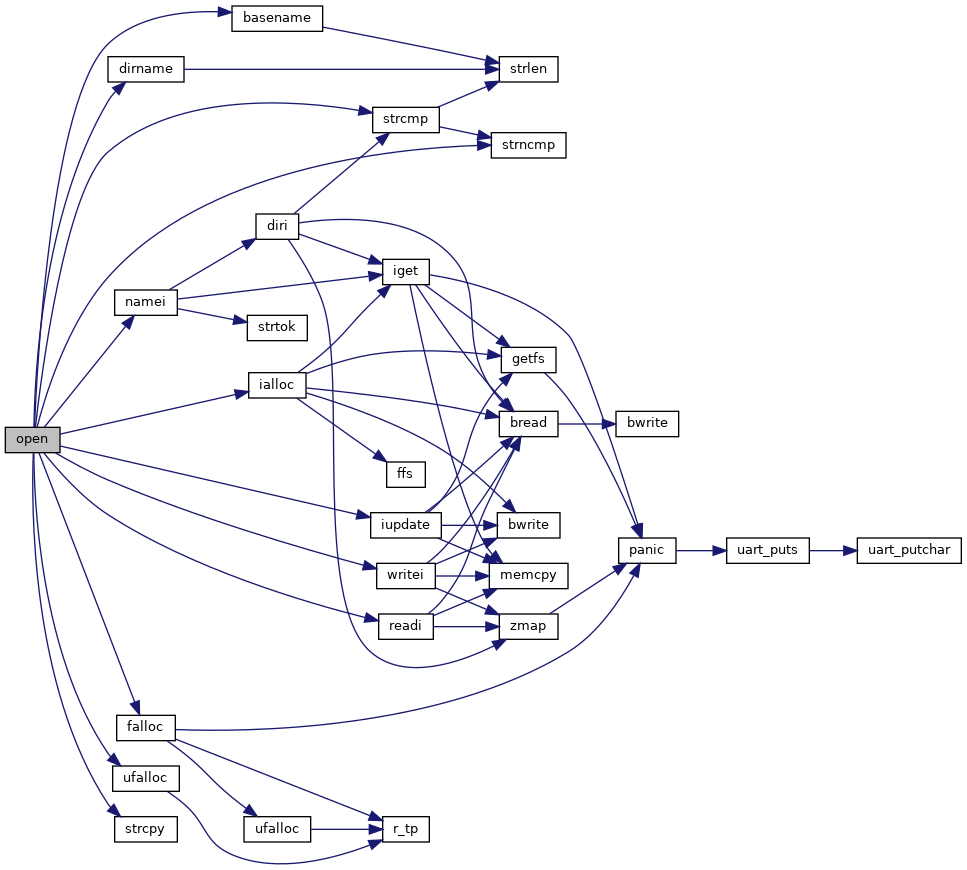 basename
dirname
strlen
strcmp
strncmp
diri
iget
namei
strtok
getfs
ialloc
bread
bwrite
open
ffs
iupdate
bwrite
panic
uart_puts
uart_putchar
writei
memcpy
readi
zmap
falloc
ufalloc
strcpy
ufalloc
r_tp